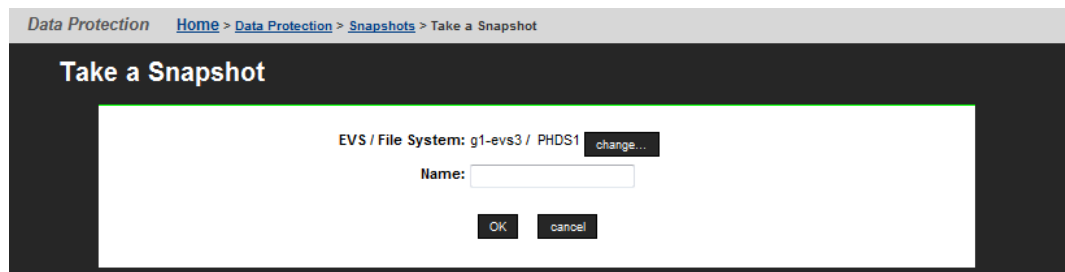 Data Protection Home > Data Protection > Snapshots > Take a Snapshot
Take a Snapshot
EVS / File System: g1-evs3 / PHDS1 change...
Name:
OK cancel